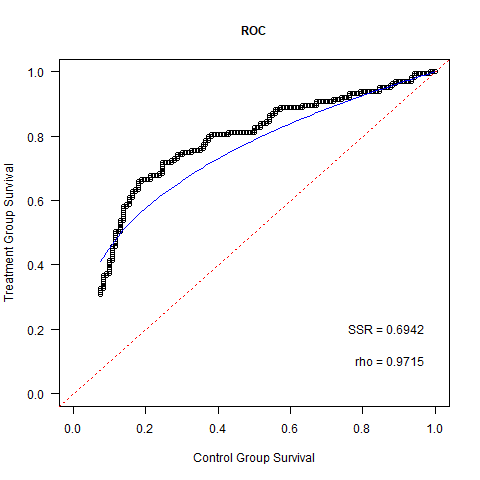 ROC
Treatment Group Survival
1.0
0.8
0.6
0.4
0.2
0.0
SSR = 0.6942
rho = 0.9715
0.0 0.2 0.4 0.6 0.8 1.0
Control Group Survival